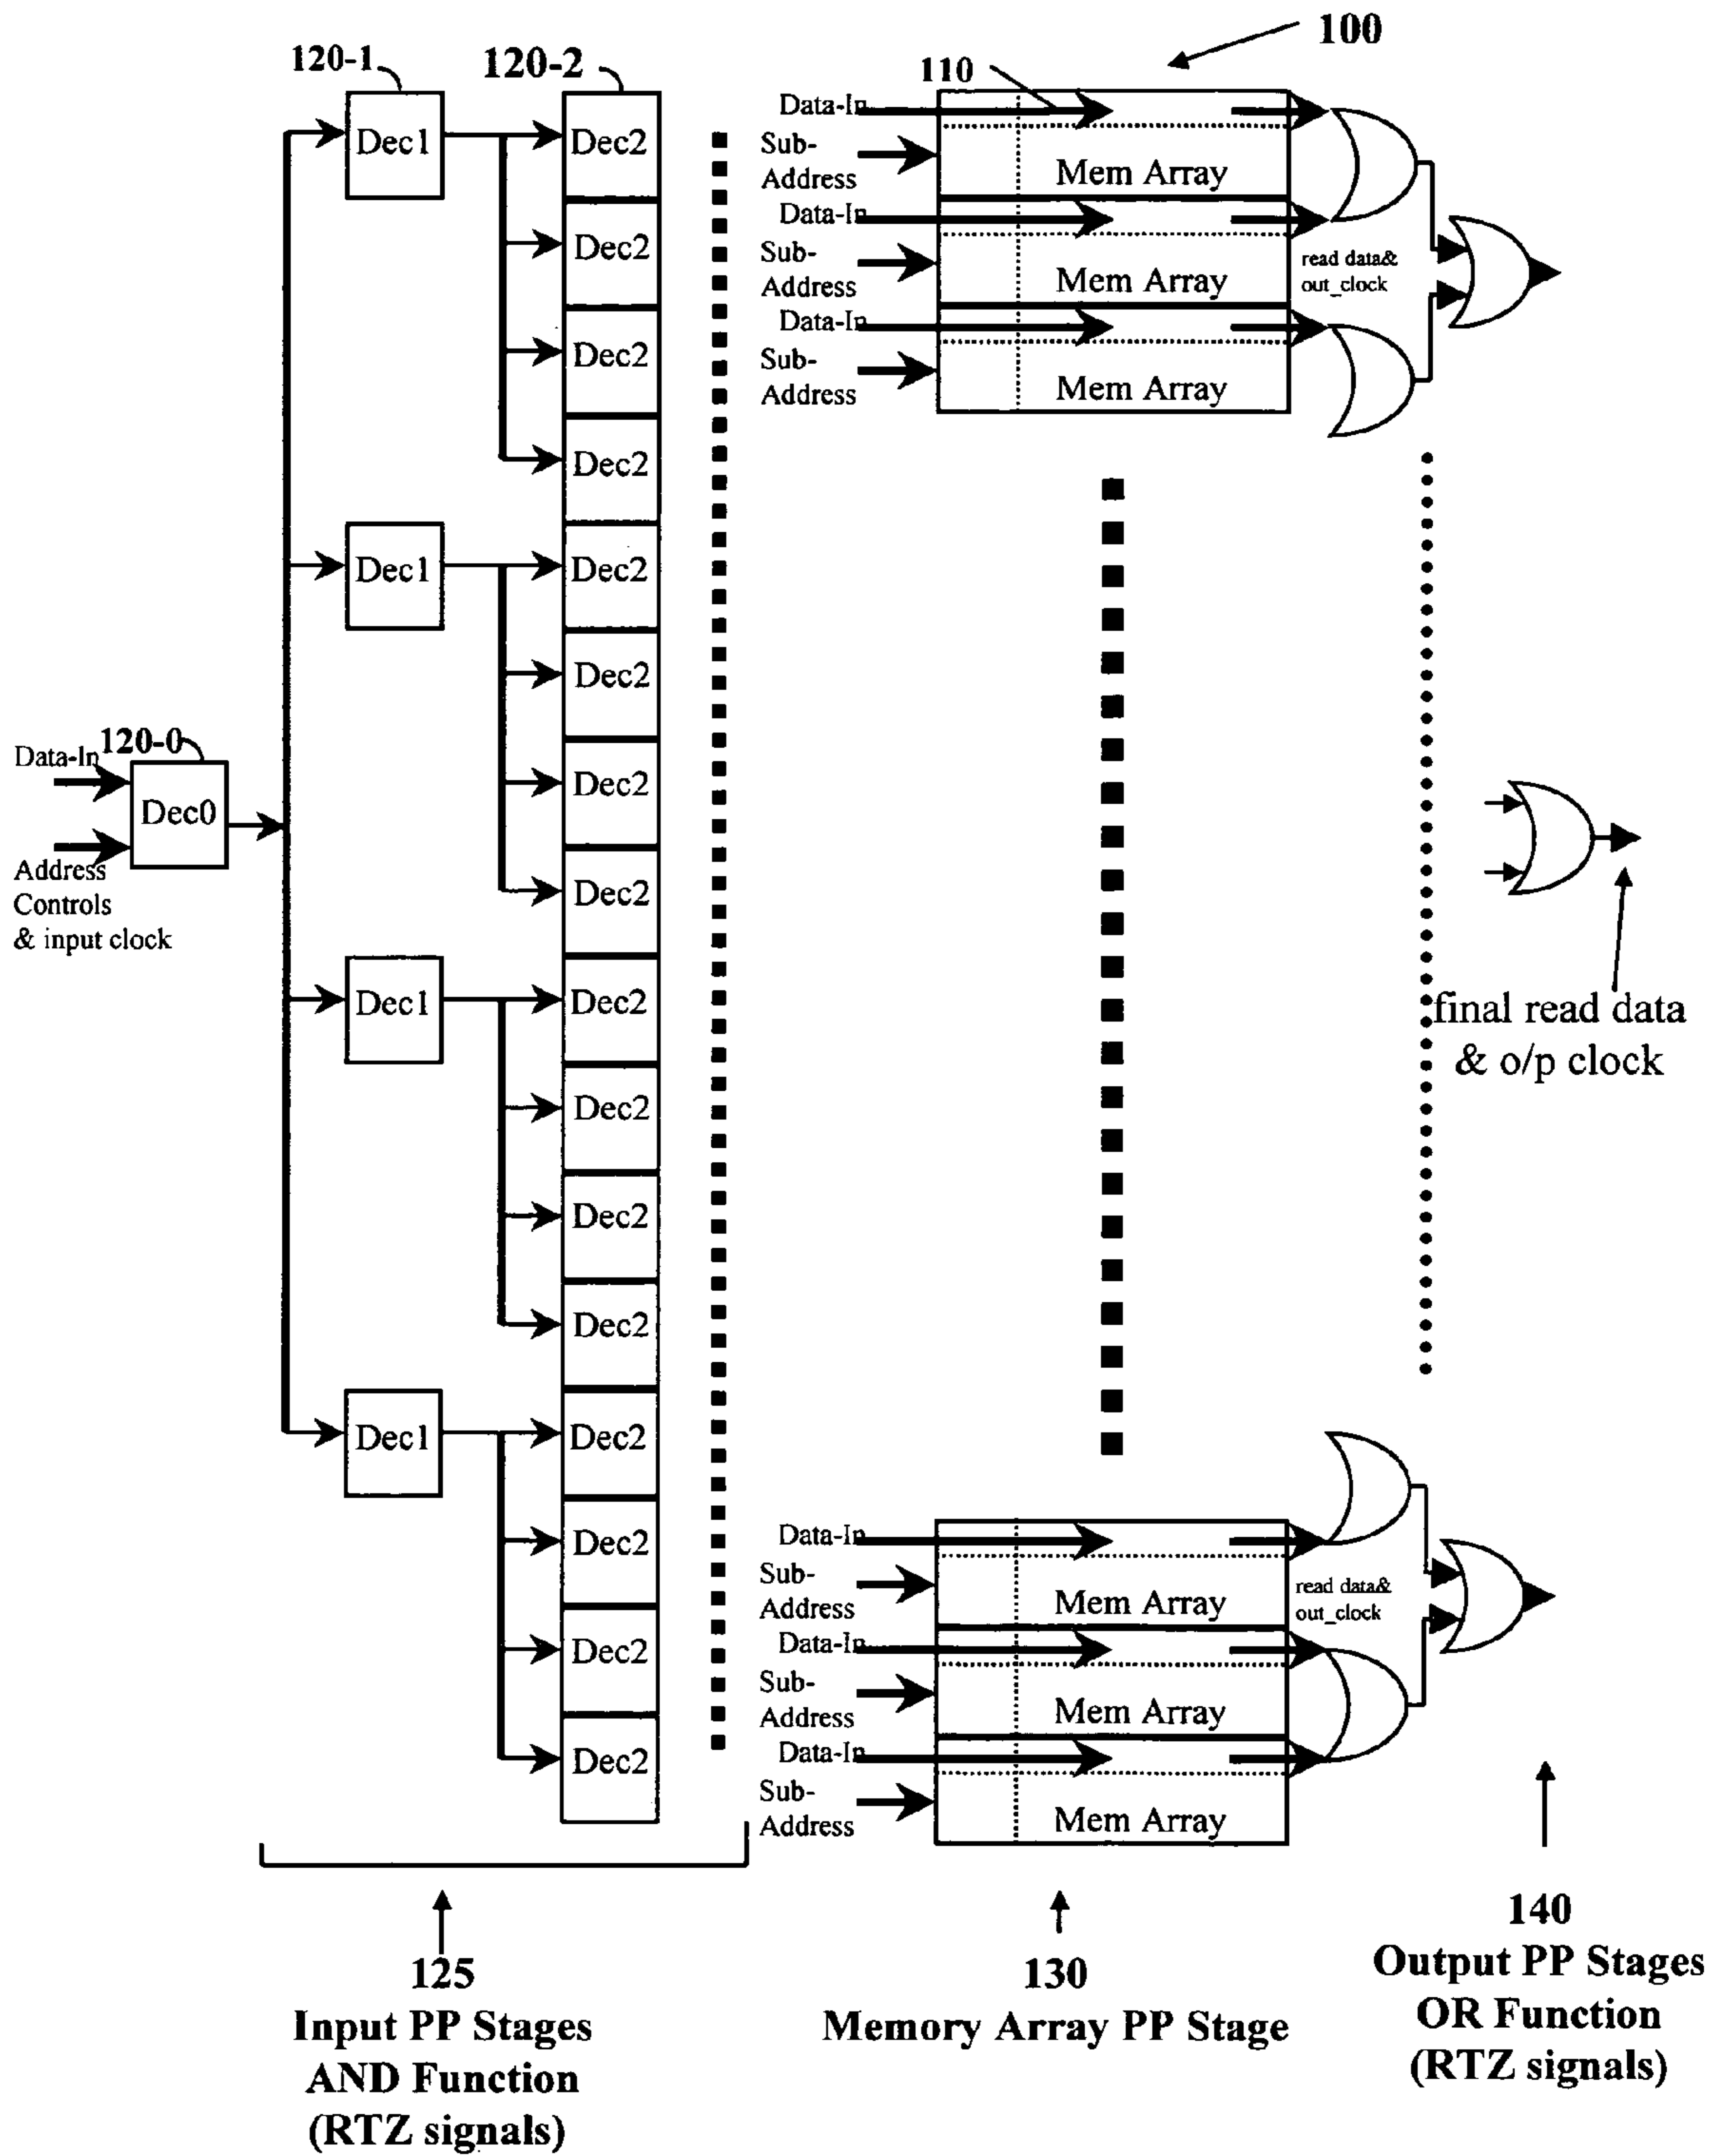 100
120-1
120-2
110
Dec1
Dec2
Dec2
Dec2
Dec2
Dec1
Dec2
Dec2
Dec2
Dec2
Data-In
120-0
Dec0
Address
Controls
& input clock
Dec1
Dec2
Dec2
Dec2
Dec2
Dec1
Dec2
Dec2
Dec2
Dec2
Data-In
Sub-
Address
Mem Array
Data-In
Sub-
Address
Mem Array
Data-In
Sub-
Address
Mem Array
read data&
out_clock
final read data
& o/p clock
Data-In
Sub-
Address
Mem Array
Data-In
Sub-
Address
Mem Array
Data-In
Sub-
Address
Mem Array
read data&
out_clock
125
Input PP Stages
AND Function
(RTZ signals)
130
Memory Array PP Stage
140
Output PP Stages
OR Function
(RTZ signals)